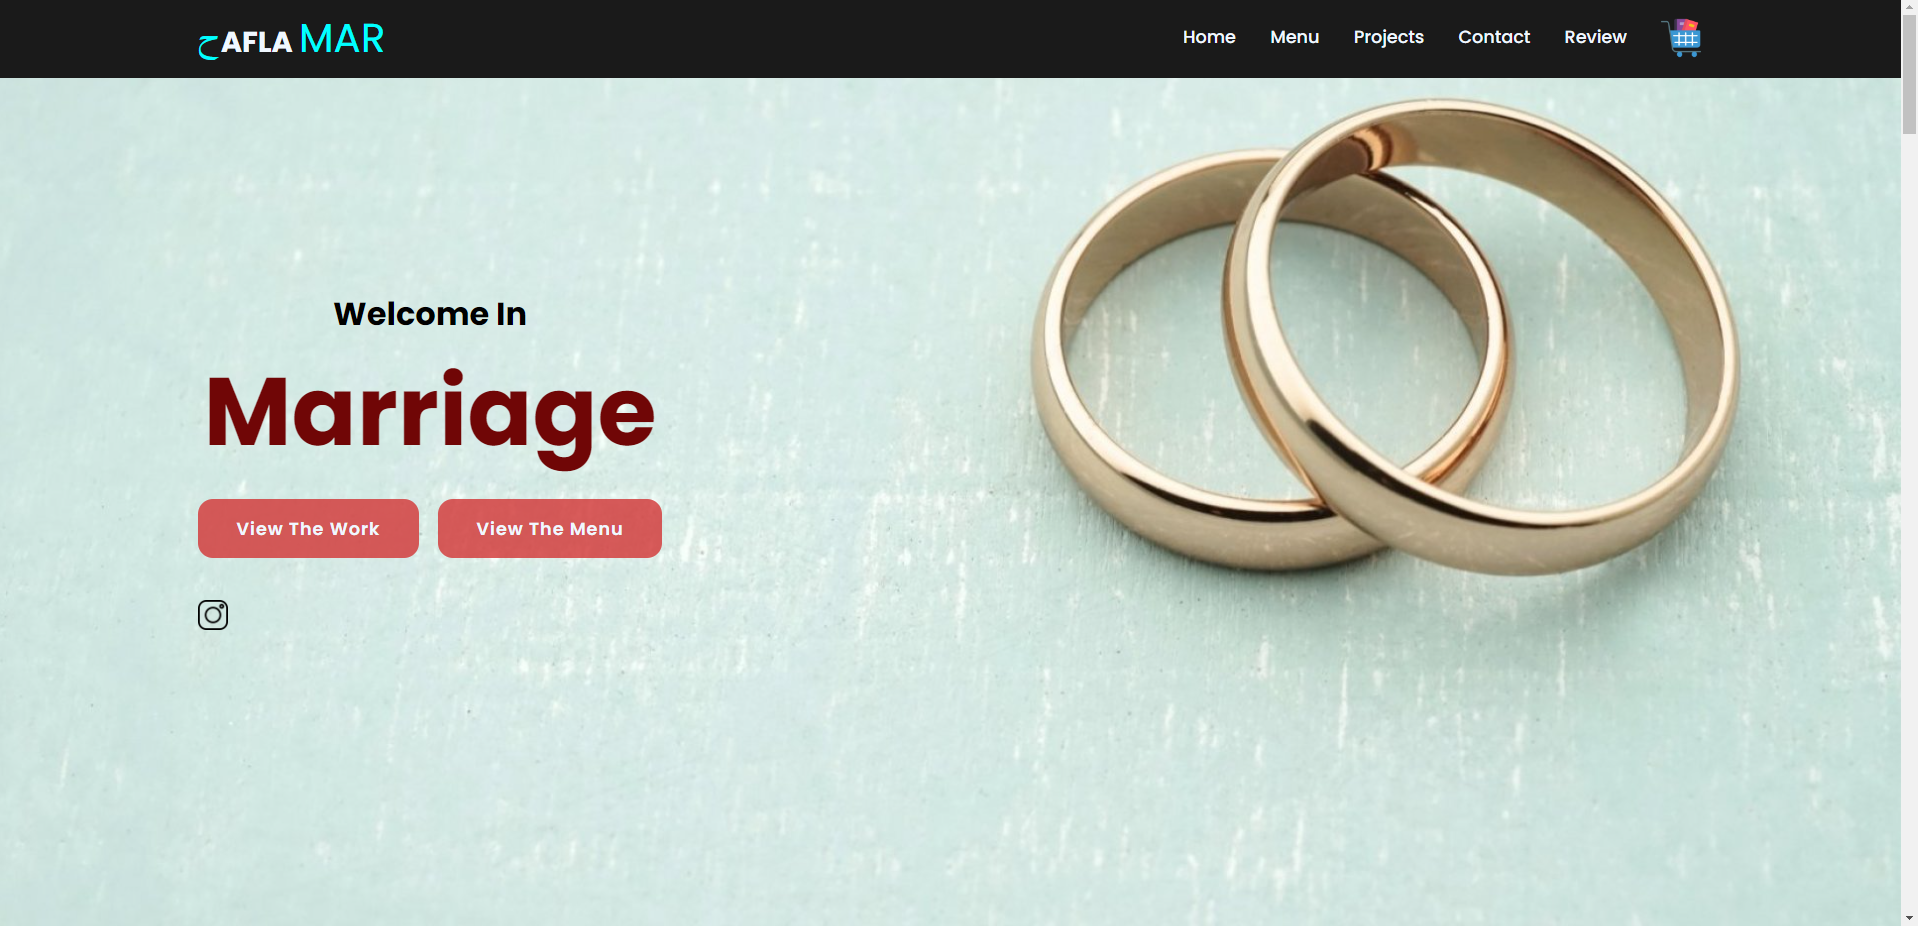 حAFLA MAR
Home Menu Projects Contact Review
Welcome In
Marriage
View The Work View The Menu